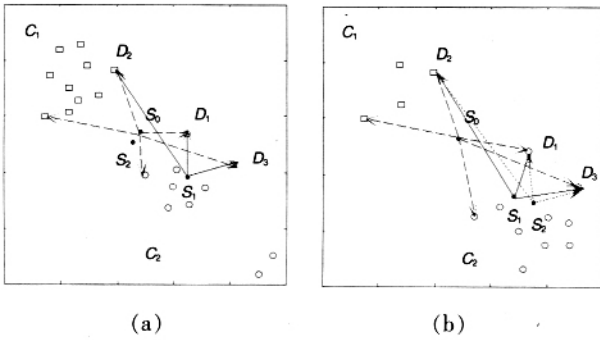 C₁
D₂
S₀
D₁
S₂
D₃
S₁
C₂
(a)
C₁
D₂
S₀
D₁
D₃
S₁
S₂
C₂
(b)